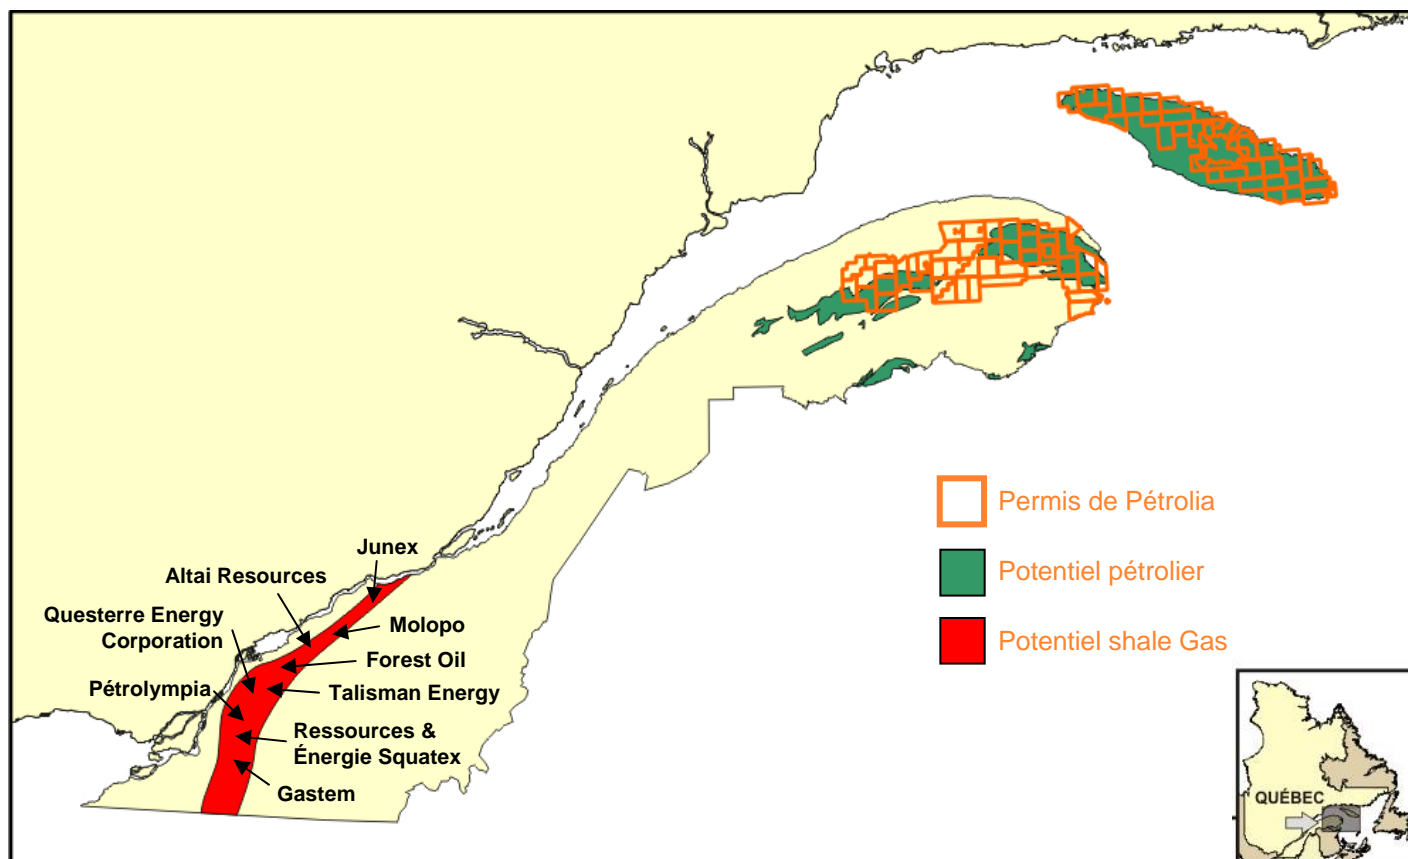 Junex
Altai Resources
Questerre Energy
Corporation
Molopo
Forest Oil
Pétrolympia
Talisman Energy
Ressources &
Énergie Squatex
Gastem
Permis de Pétrolia
Potentiel pétrolier
Potentiel shale Gas
QUÉBEC